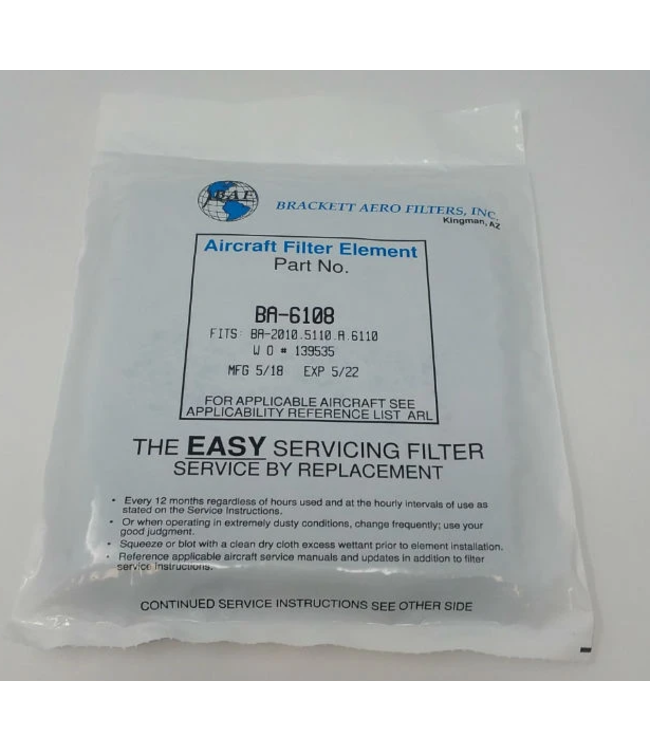 BAF
BRACKETT AERO FILTERS, INC.
Kingman, AZ
Aircraft Filter Element
Part No.
BA-6108
FITS: BA-2010.5110.A.6110
W O # 139535
MFG 5/18 EXP 5/22
FOR APPLICABLE AIRCRAFT SEE
APPLICABILITY REFERENCE LIST ARL
THE EASY SERVICING FILTER
SERVICE BY REPLACEMENT
• Every 12 months regardless of hours used and at the hourly intervals of use as
stated on the Service Instructions.
• Or when operating in extremely dusty conditions, change frequently; use your
good judgment.
• Squeeze or blot with a clean dry cloth excess wettant prior to element installation.
• Reference applicable aircraft service manuals and updates in addition to filter
service instructions.
CONTINUED SERVICE INSTRUCTIONS SEE OTHER SIDE